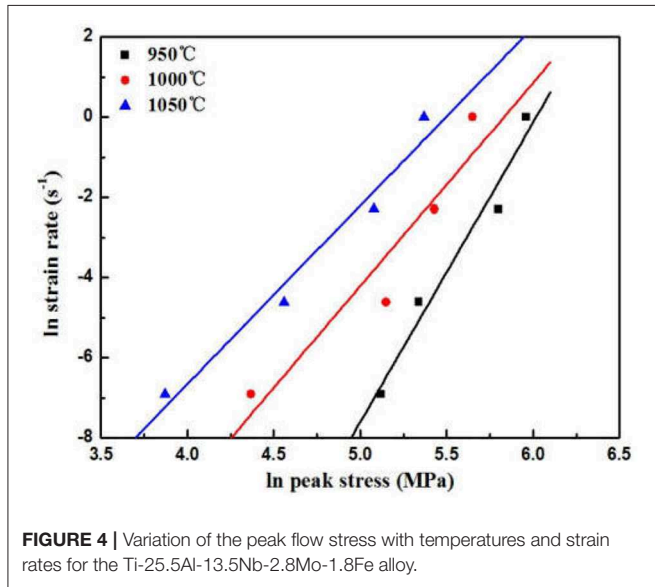 2
0
-2
-4
-6
-8
ln strain rate (s⁻¹)
950℃
1000℃
1050℃
3.5 4.0 4.5 5.0 5.5 6.0 6.5
ln peak stress (MPa)
FIGURE 4 | Variation of the peak flow stress with temperatures and strain
rates for the Ti-25.5Al-13.5Nb-2.8Mo-1.8Fe alloy.